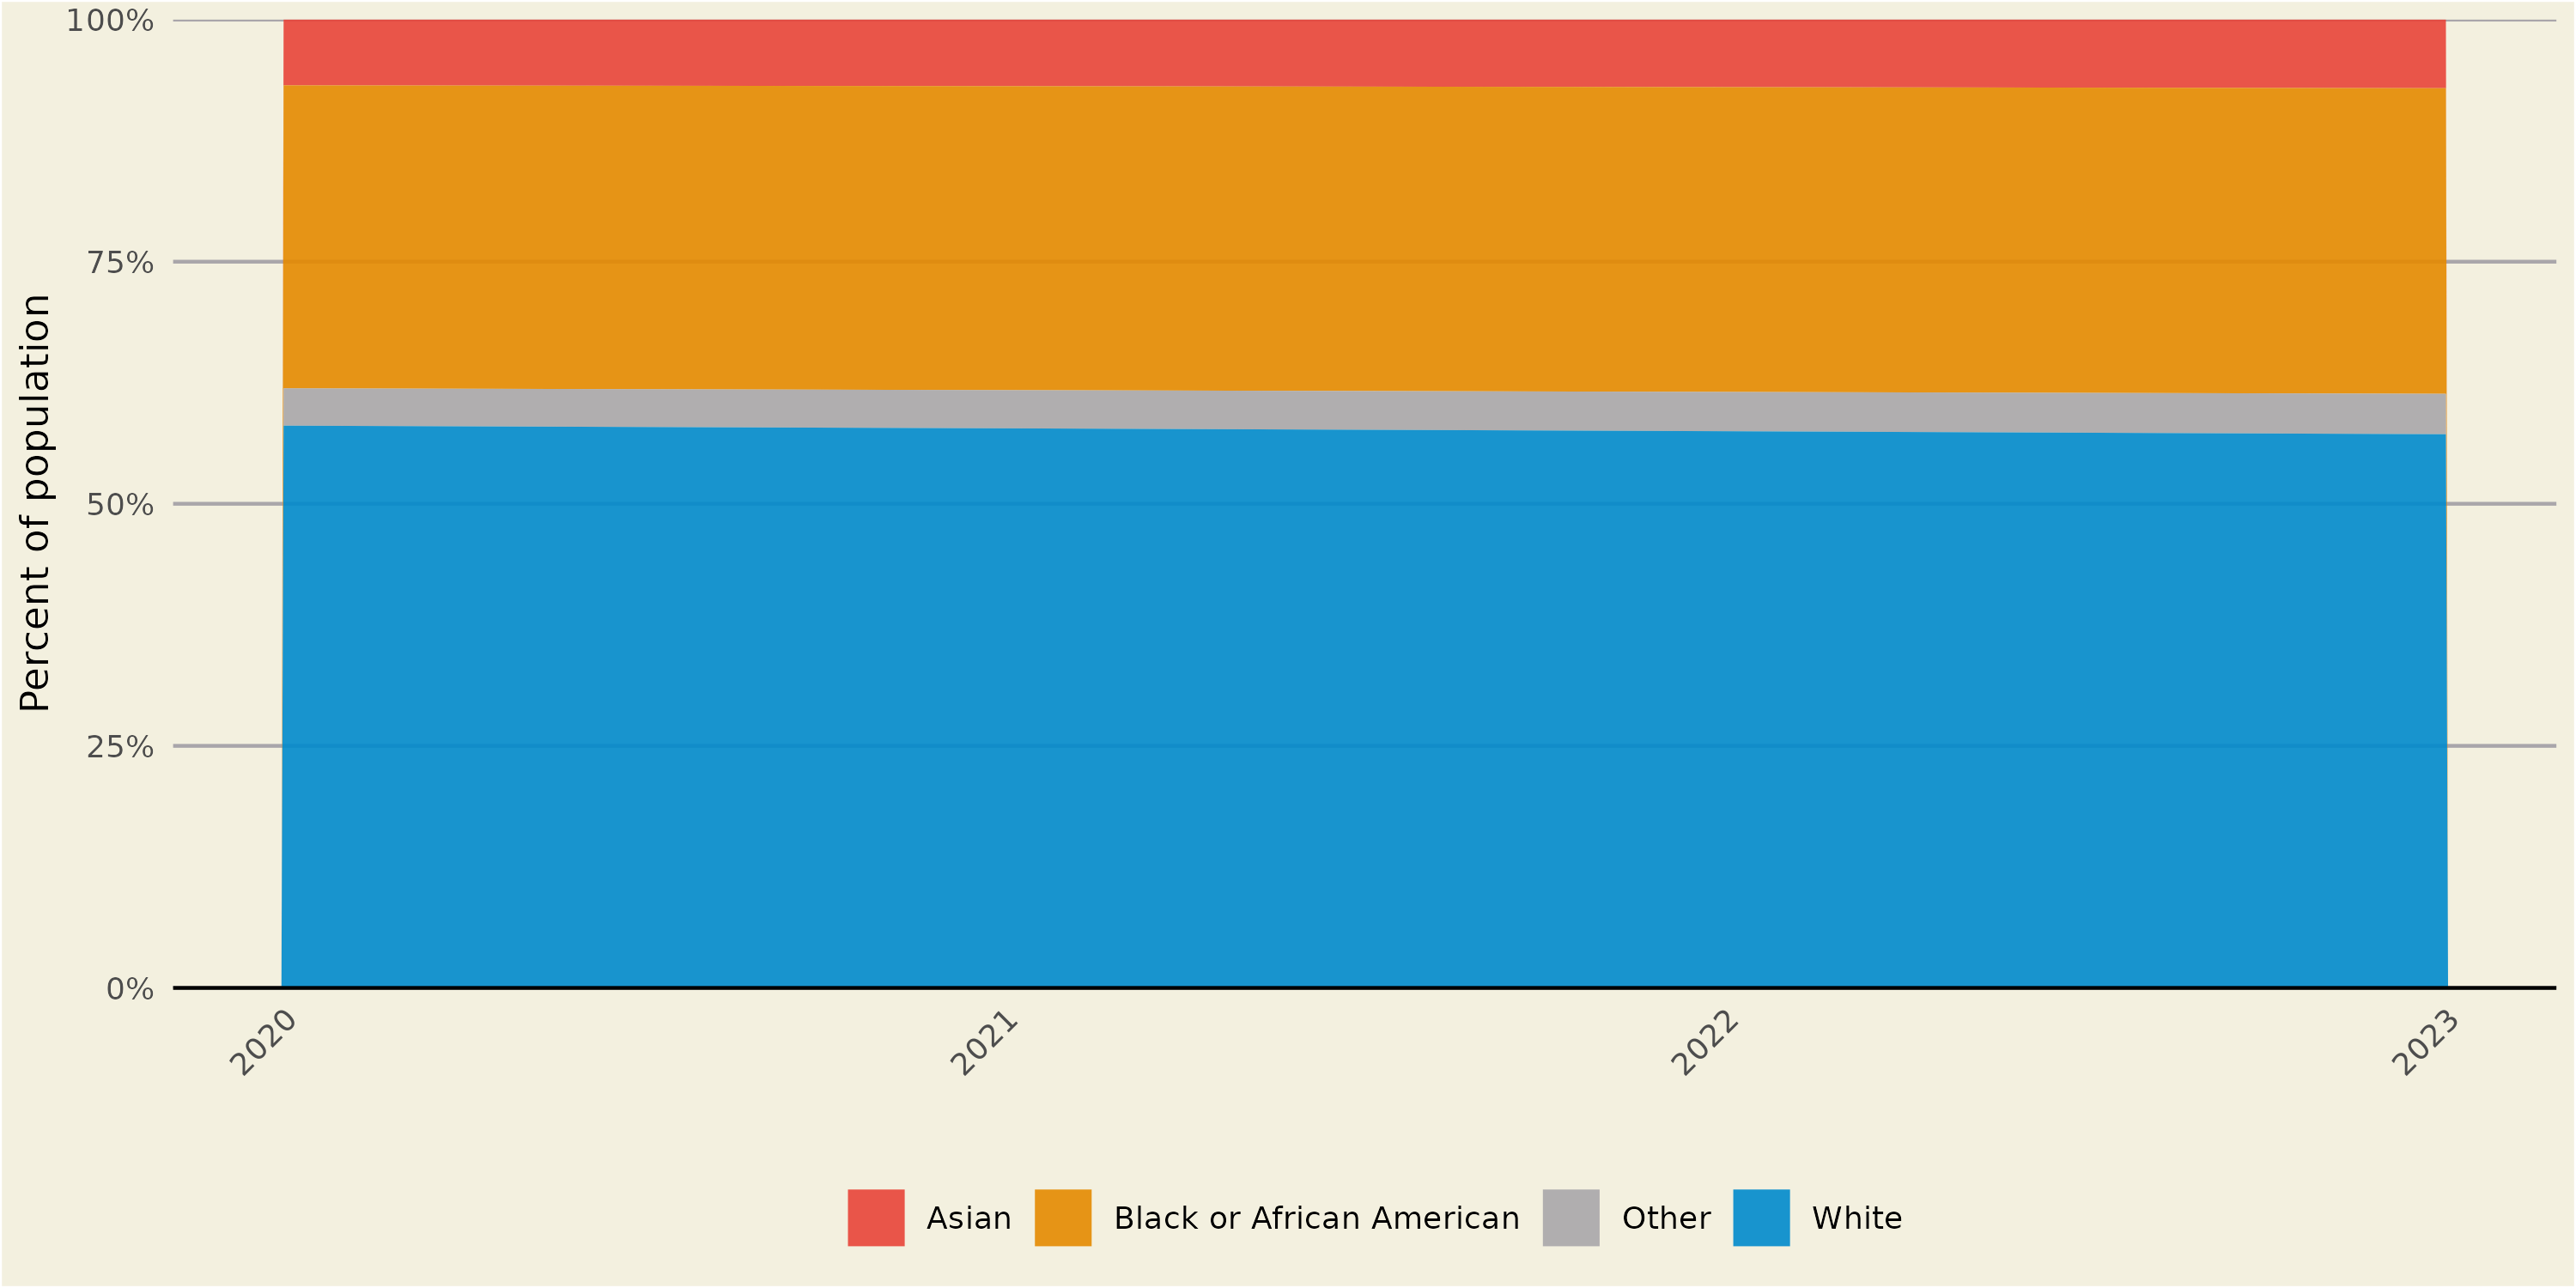 100%
75%
50%
25%
0%
Percent of population
2020
2021
2022
2023
Asian
Black or African American
Other
White